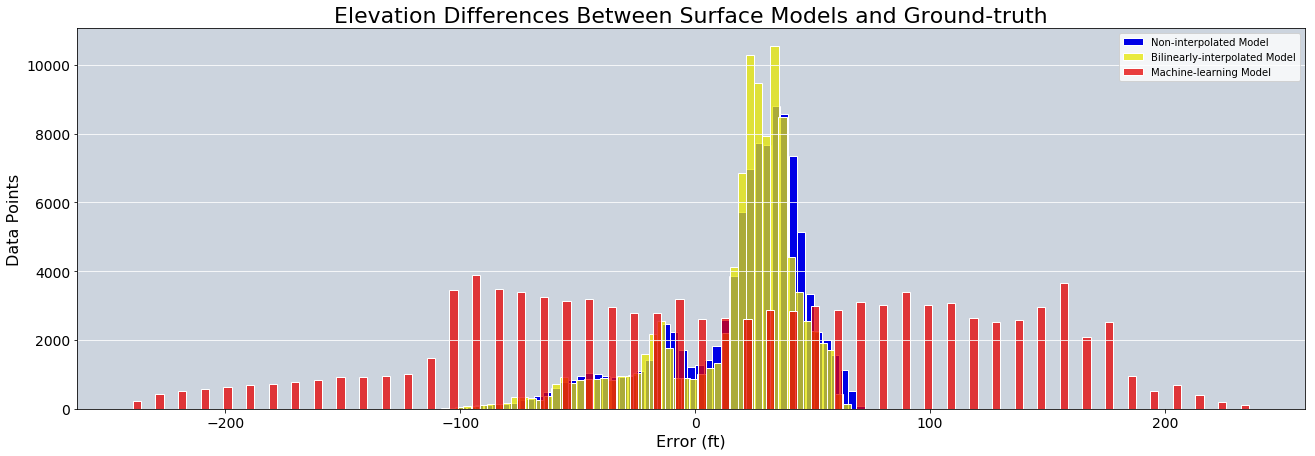 Elevation Differences Between Surface Models and Ground-truth
Non-interpolated Model
Bilinearly-interpolated Model
Machine-learning Model
10000
8000
6000
4000
2000
0
Data Points
−200
−100
0
100
200
Error (ft)